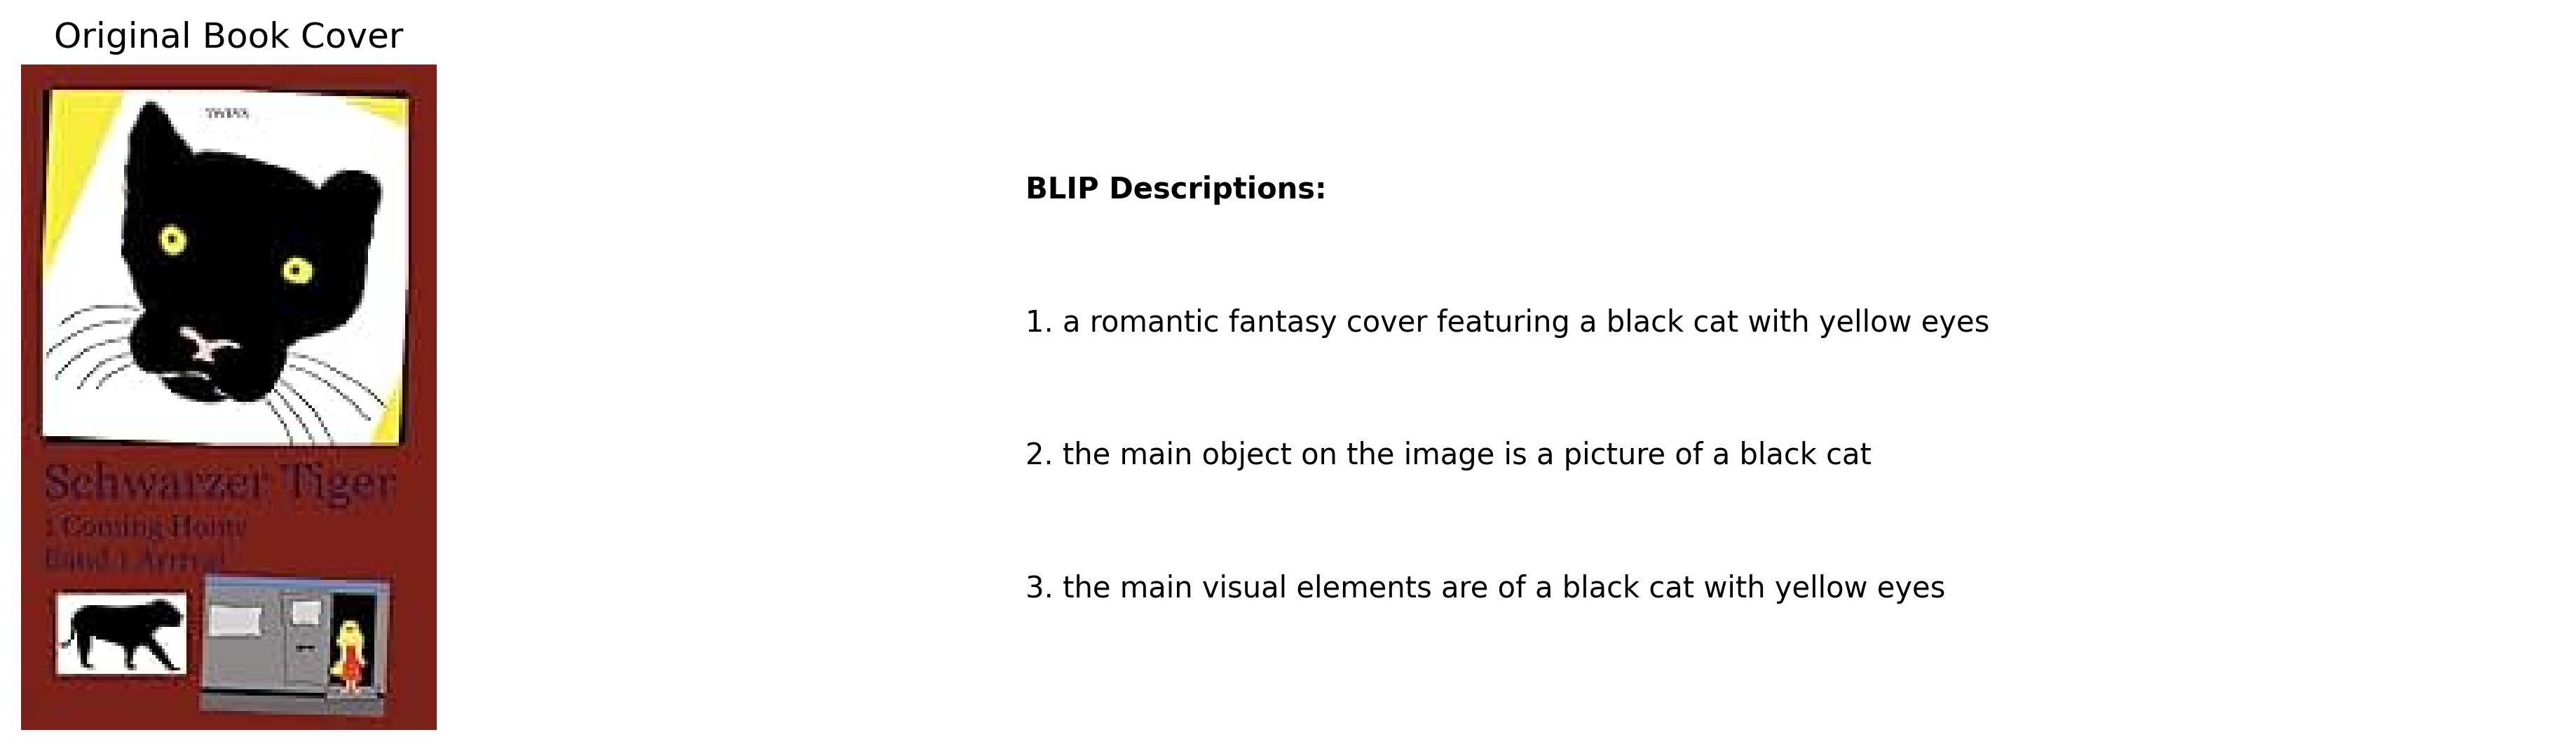 Original Book Cover
Schwarzer Tiger
: Coming Home
Band 1 Arrival
BLIP Descriptions:
1. a romantic fantasy cover featuring a black cat with yellow eyes
2. the main object on the image is a picture of a black cat
3. the main visual elements are of a black cat with yellow eyes